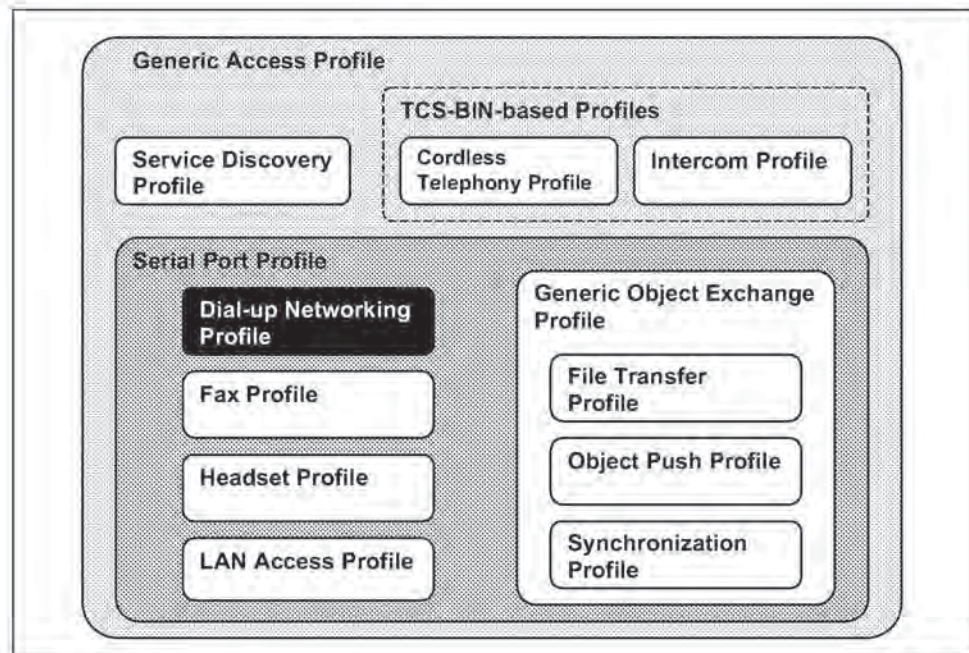 Generic Access Profile
TCS-BIN-based Profiles
Service Discovery
Profile
Cordless
Telephony Profile
Intercom Profile
Serial Port Profile
Dial-up Networking
Profile
Fax Profile
Headset Profile
LAN Access Profile
Generic Object Exchange
Profile
File Transfer
Profile
Object Push Profile
Synchronization
Profile